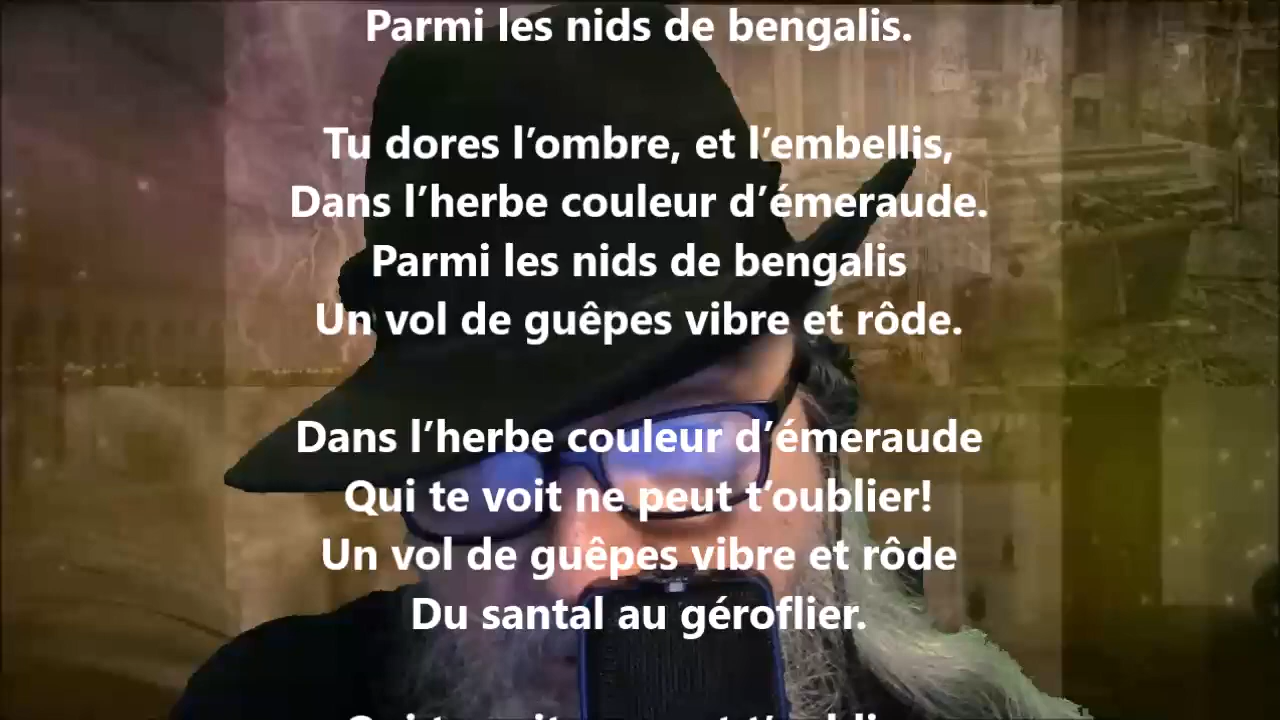 Parmi les nids de bengalis.
Tu dores l’ombre, et l’embellis,
Dans l’herbe couleur d’émeraude.
Parmi les nids de bengalis
Un vol de guêpes vibre et rôde.
Dans l’herbe couleur d’émeraude
Qui te voit ne peut t’oublier!
Un vol de guêpes vibre et rôde
Du santal au géroflier.